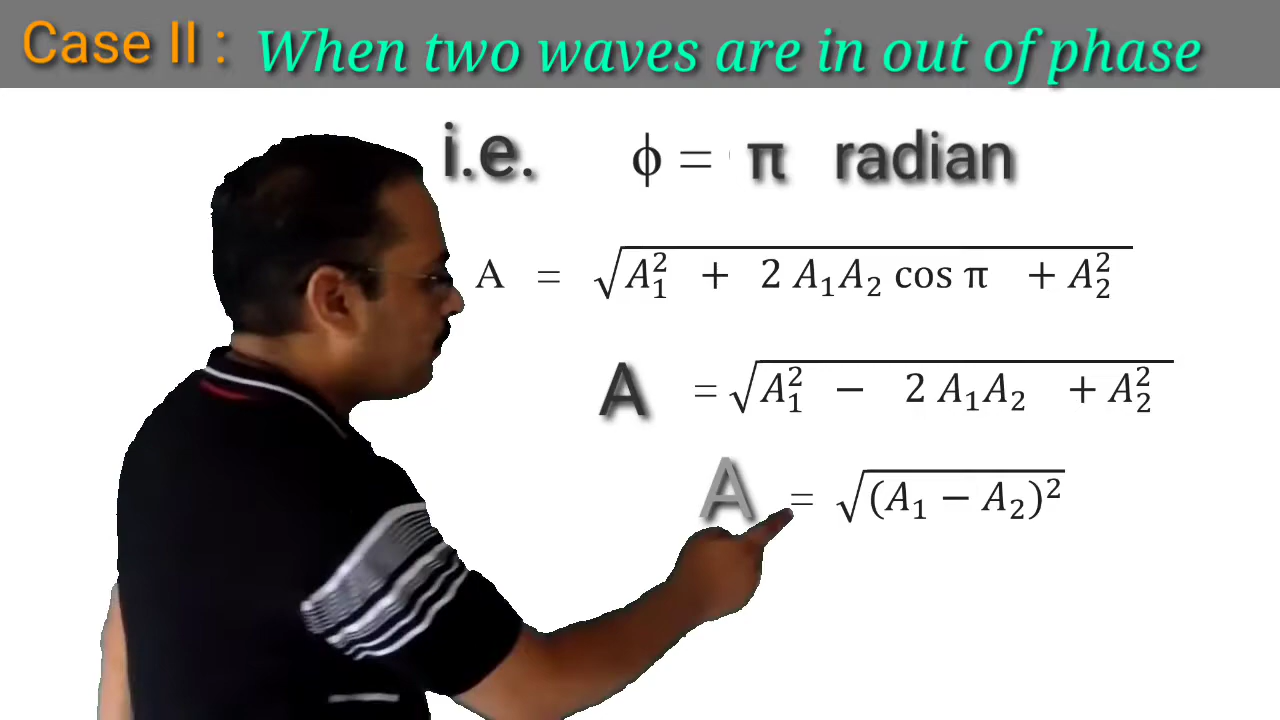 Case II : When two waves are in out of phase
i.e. ϕ = π radian
A = √(A₁² + 2 A₁A₂ cos π + A₂²)
A = √(A₁² − 2 A₁A₂ + A₂²)
A = √((A₁ − A₂)²)